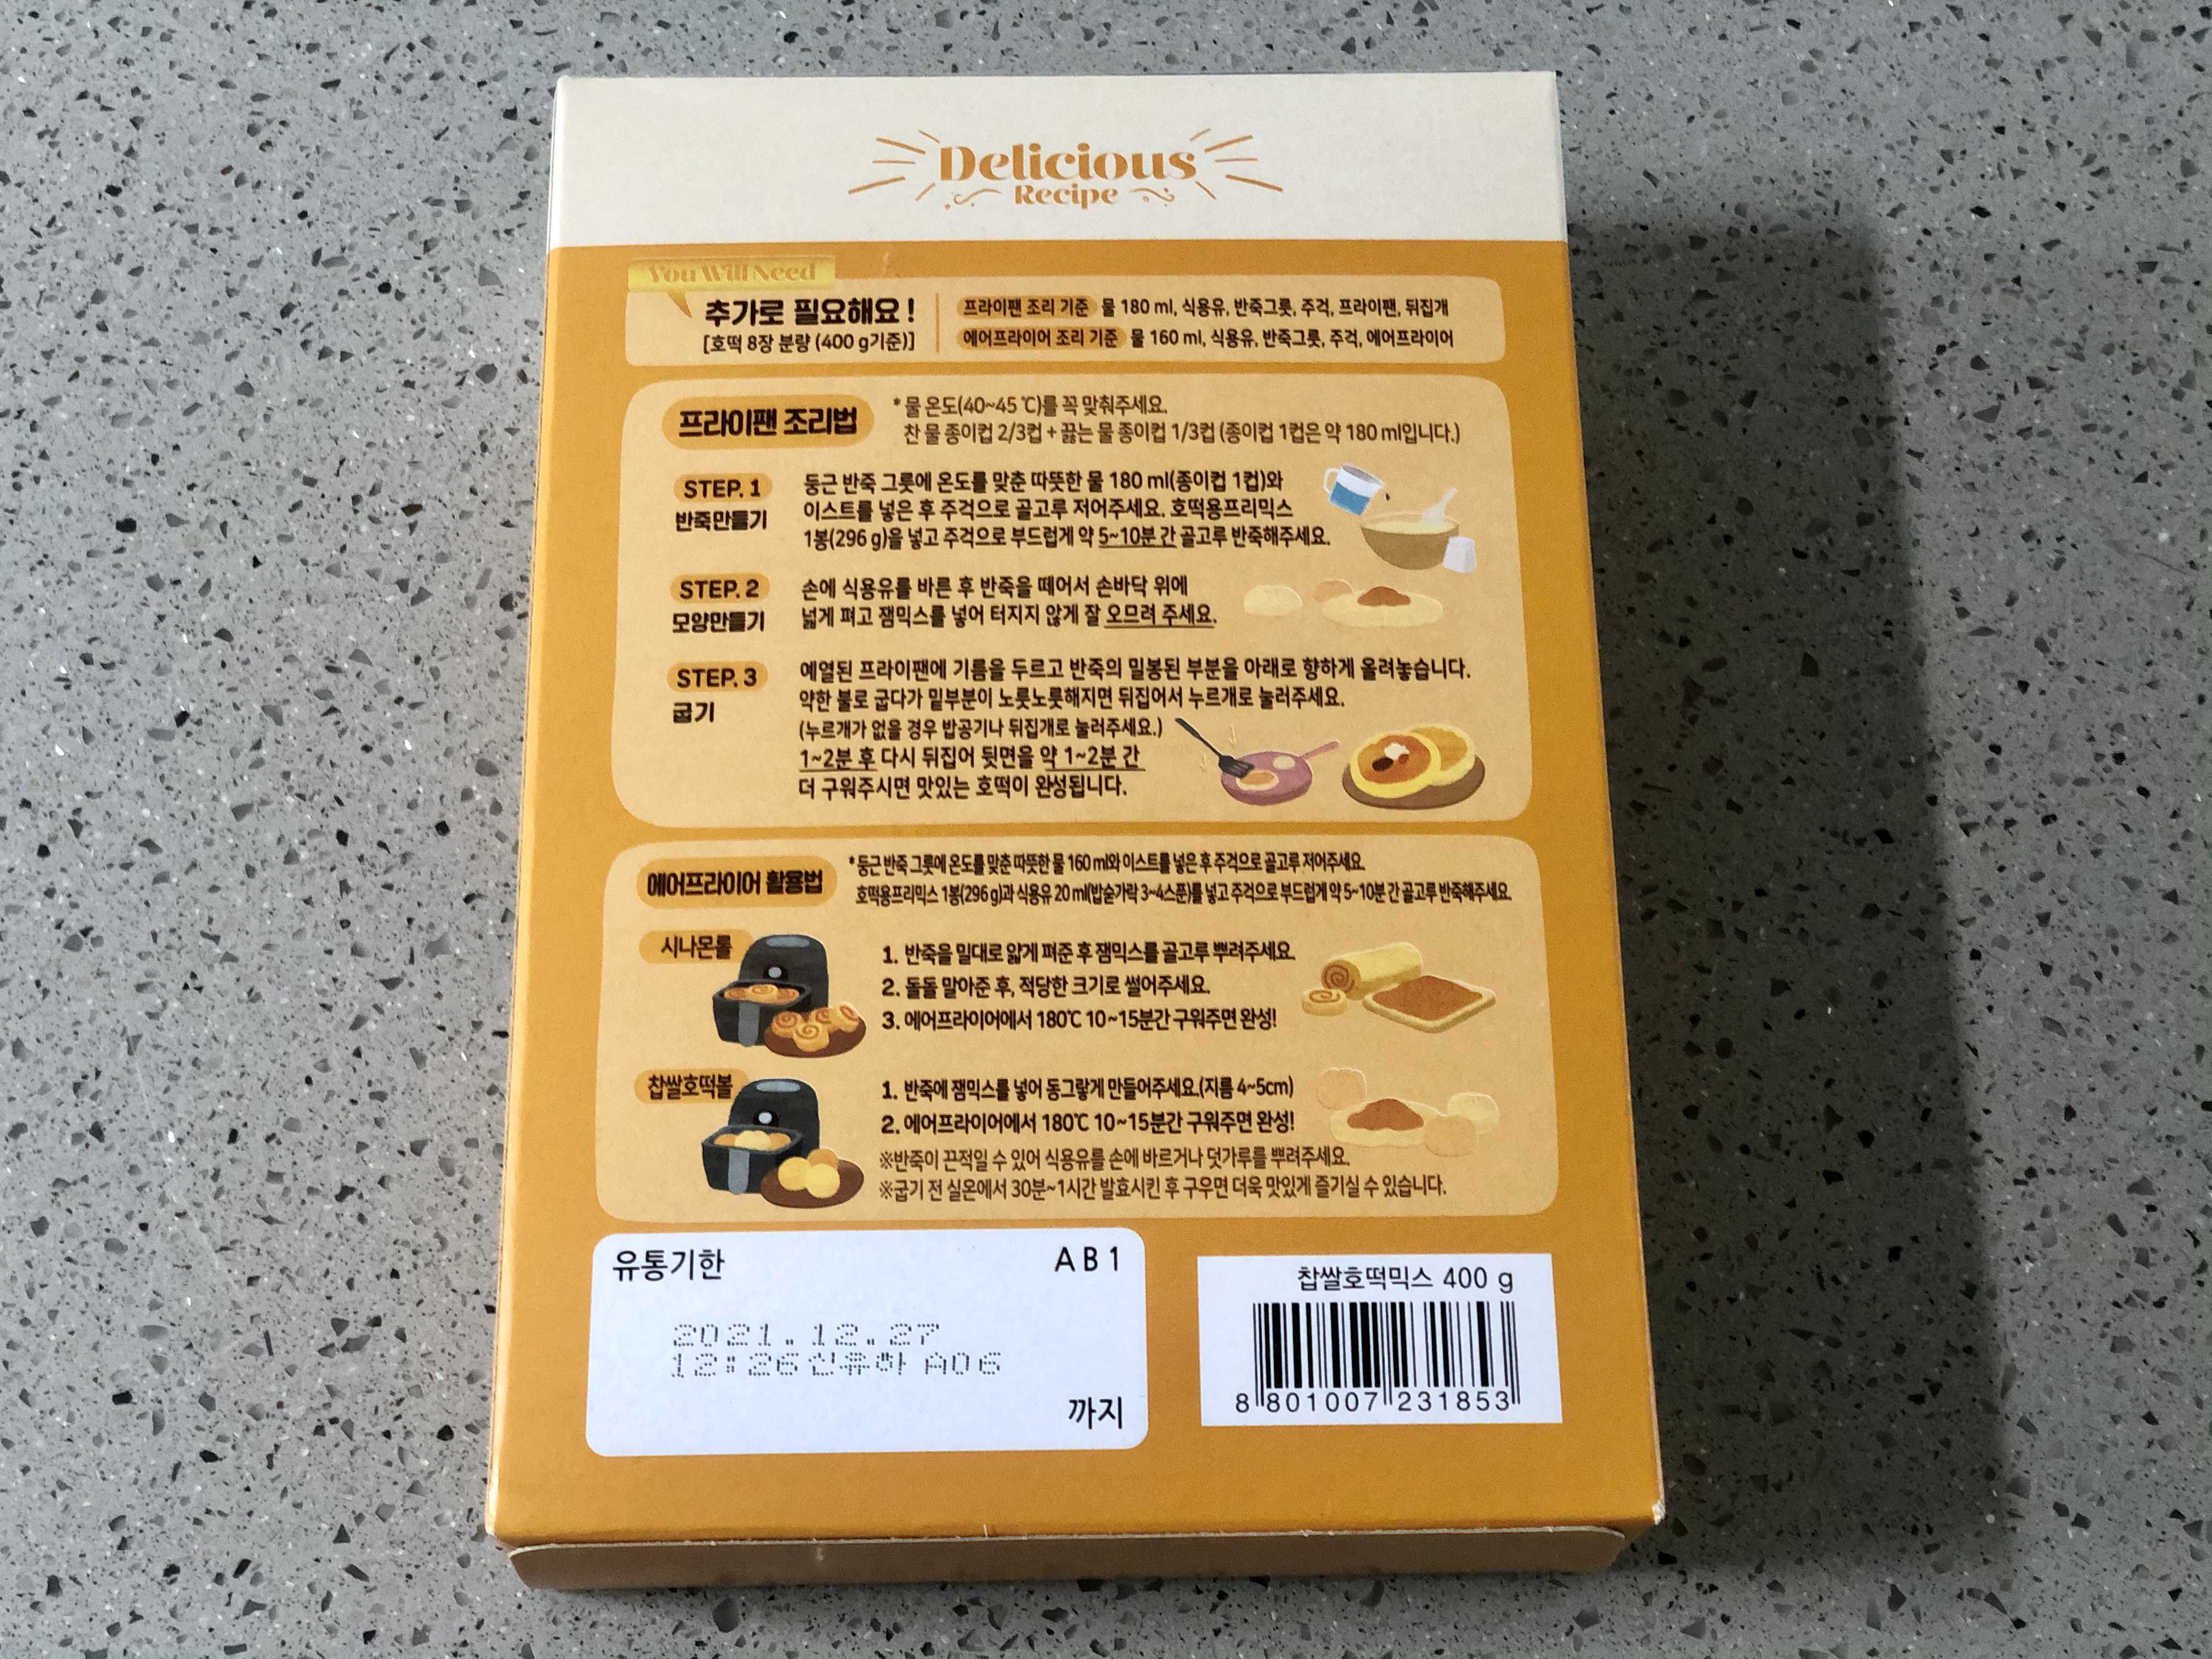 Delicious
Recipe
You Will Need
추가로 필요해요 !
[호떡 8장 분량 (400 g기준)]
프라이팬 조리 기준 물 180 ml, 식용유, 반죽그릇, 주걱, 프라이팬, 뒤집개
에어프라이어 조리 기준 물 160 ml, 식용유, 반죽그릇, 주걱, 에어프라이어
프라이팬 조리법
* 물 온도(40~45 ℃)를 꼭 맞춰주세요.
찬 물 종이컵 2/3컵 + 끓는 물 종이컵 1/3컵 (종이컵 1컵은 약 180 ml입니다.)
STEP. 1
반죽만들기
둥근 반죽 그릇에 온도를 맞춘 따뜻한 물 180 ml(종이컵 1컵)와
이스트를 넣은 후 주걱으로 골고루 저어주세요. 호떡용프리믹스
1봉(296 g)을 넣고 주걱으로 부드럽게 약 5~10분 간 골고루 반죽해주세요.
STEP. 2
모양만들기
손에 식용유를 바른 후 반죽을 떼어서 손바닥 위에
넓게 펴고 잼믹스를 넣어 터지지 않게 잘 오므려 주세요.
STEP. 3
굽기
예열된 프라이팬에 기름을 두르고 반죽의 밀봉된 부분을 아래로 향하게 올려놓습니다.
약한 불로 굽다가 밑부분이 노릇노릇해지면 뒤집어서 누르개로 눌러주세요.
(누르개가 없을 경우 밥공기나 뒤집개로 눌러주세요.)
1~2분 후 다시 뒤집어 뒷면을 약 1~2분 간
더 구워주시면 맛있는 호떡이 완성됩니다.
에어프라이어 활용법
* 둥근 반죽 그릇에 온도를 맞춘 따뜻한 물 160 ml와 이스트를 넣은 후 주걱으로 골고루 저어주세요.
호떡용프리믹스 1봉(296 g)과 식용유 20 ml(밥숟가락 3~4스푼)를 넣고 주걱으로 부드럽게 약 5~10분 간 골고루 반죽해주세요.
시나몬롤
1. 반죽을 밀대로 얇게 펴준 후 잼믹스를 골고루 뿌려주세요.
2. 돌돌 말아준 후, 적당한 크기로 썰어주세요.
3. 에어프라이어에서 180℃ 10~15분간 구워주면 완성!
찹쌀호떡볼
1. 반죽에 잼믹스를 넣어 동그랗게 만들어주세요.(지름 4~5cm)
2. 에어프라이어에서 180℃ 10~15분간 구워주면 완성!
※반죽이 끈적일 수 있어 식용유를 손에 바르거나 덧가루를 뿌려주세요.
※굽기 전 실온에서 30분~1시간 발효시킨 후 구우면 더욱 맛있게 즐기실 수 있습니다.
유통기한
A B 1
2021.12.27
12:26신유하 A06
까지
찹쌀호떡믹스 400 g
8 801007 231853